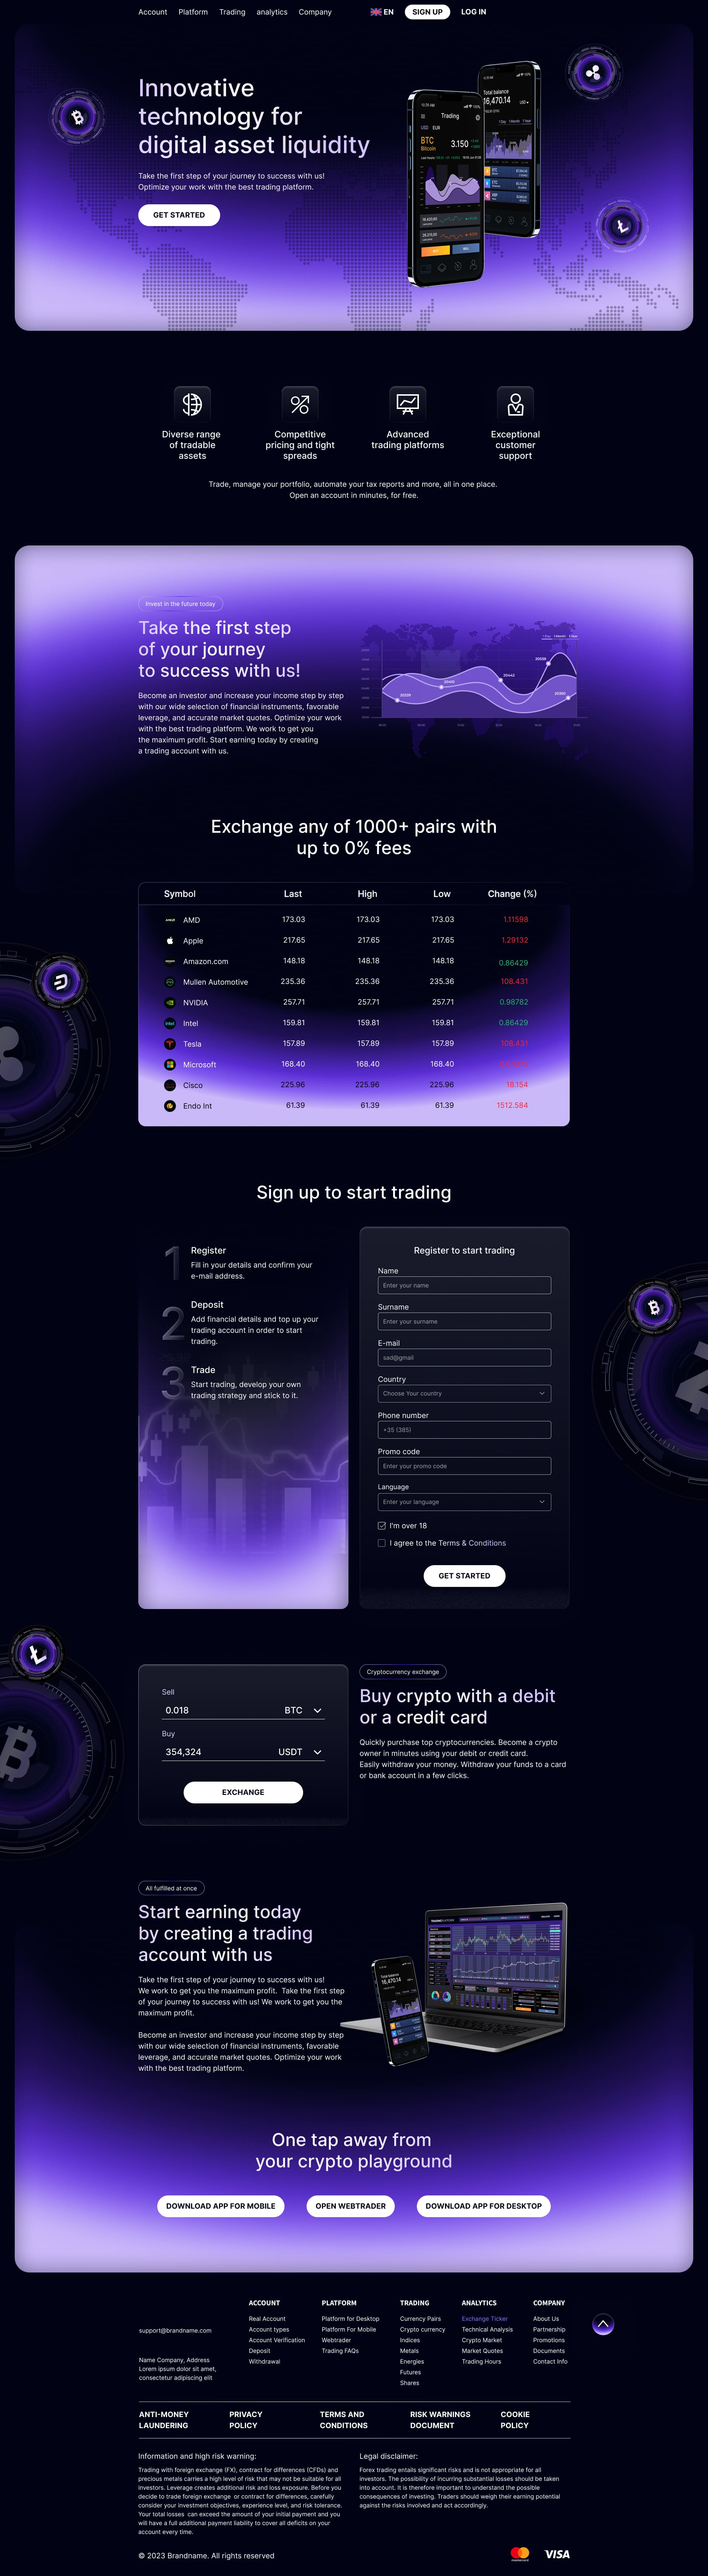 Account Platform Trading analytics Company EN SIGN UP LOG IN
Innovative
technology for
digital asset liquidity
Take the first step of your journey to success with us!
Optimize your work with the best trading platform.
GET STARTED
Trading
USD EUR
BTC
Bitcoin
3.150
Total balance
16,470.14
USD
Diverse range
of tradable
assets
Competitive
pricing and tight
spreads
Advanced
trading platforms
Exceptional
customer
support
Trade, manage your portfolio, automate your tax reports and more, all in one place.
Open an account in minutes, for free.
Invest in the future today
Take the first step
of your journey
to success with us!
Become an investor and increase your income step by step
with our wide selection of financial instruments, favorable
leverage, and accurate market quotes. Optimize your work
with the best trading platform. We work to get you
the maximum profit. Start earning today by creating
a trading account with us.
Exchange any of 1000+ pairs with
up to 0% fees
Symbol Last High Low Change (%)
AMD 173.03 173.03 173.03 1.11598
Apple 217.65 217.65 217.65 1.29132
Amazon.com 148.18 148.18 148.18 0.86429
Mullen Automotive 235.36 235.36 235.36 108.431
NVIDIA 257.71 257.71 257.71 0.98782
intel Intel 159.81 159.81 159.81 0.86429
Tesla 157.89 157.89 157.89 108.431
Microsoft 168.40 168.40 168.40
Cisco 225.96 225.96 225.96 18.154
Endo Int 61.39 61.39 61.39 1512.584
Sign up to start trading
1 Register
Fill in your details and confirm your
e-mail address.
2 Deposit
Add financial details and top up your
trading account in order to start
trading.
3 Trade
Start trading, develop your own
trading strategy and stick to it.
Register to start trading
Name
Enter your name
Surname
Enter your surname
E-mail
sad@gmail
Country
Choose Your country
Phone number
+35 (385)
Promo code
Enter your promo code
Language
Enter your language
I'm over 18
I agree to the Terms & Conditions
GET STARTED
Sell
0.018 BTC
Buy
354,324 USDT
EXCHANGE
Cryptocurrency exchange
Buy crypto with a debit
or a credit card
Quickly purchase top cryptocurrencies. Become a crypto
owner in minutes using your debit or credit card.
Easily withdraw your money. Withdraw your funds to a card
or bank account in a few clicks.
All fulfilled at once
Start earning today
by creating a trading
account with us
Take the first step of your journey to success with us!
We work to get you the maximum profit. Take the first step
of your journey to success with us! We work to get you the
maximum profit.
Become an investor and increase your income step by step
with our wide selection of financial instruments, favorable
leverage, and accurate market quotes. Optimize your work
with the best trading platform.
Total balance
16,470.14
One tap away from
your crypto playground
DOWNLOAD APP FOR MOBILE OPEN WEBTRADER DOWNLOAD APP FOR DESKTOP
support@brandname.com
Name Company, Address
Lorem ipsum dolor sit amet,
consectetur adipiscing elit
ACCOUNT
Real Account
Account types
Account Verification
Deposit
Withdrawal
PLATFORM
Platform for Desktop
Platform For Mobile
Webtrader
Trading FAQs
TRADING
Currency Pairs
Crypto currency
Indices
Metals
Energies
Futures
Shares
ANALYTICS
Exchange Ticker
Technical Analysis
Crypto Market
Market Quotes
Trading Hours
COMPANY
About Us
Partnership
Promotions
Documents
Contact Info
ANTI-MONEY
LAUNDERING
PRIVACY
POLICY
TERMS AND
CONDITIONS
RISK WARNINGS
DOCUMENT
COOKIE
POLICY
Information and high risk warning:
Trading with foreign exchange (FX), contract for differences (CFDs) and
precious metals carries a high level of risk that may not be suitable for all
investors. Leverage creates additional risk and loss exposure. Before you
decide to trade foreign exchange or contract for differences, carefully
consider your investment objectives, experience level, and risk tolerance.
Your total losses can exceed the amount of your initial payment and you
will have a full additional payment liability to cover all deficits on your
account every time.
Legal disclaimer:
Forex trading entails significant risks and is not appropriate for all
investors. The possibility of incurring substantial losses should be taken
into account. It is therefore important to understand the possible
consequences of investing. Traders should weigh their earning potential
against the risks involved and act accordingly.
© 2023 Brandname. All rights reserved
VISA